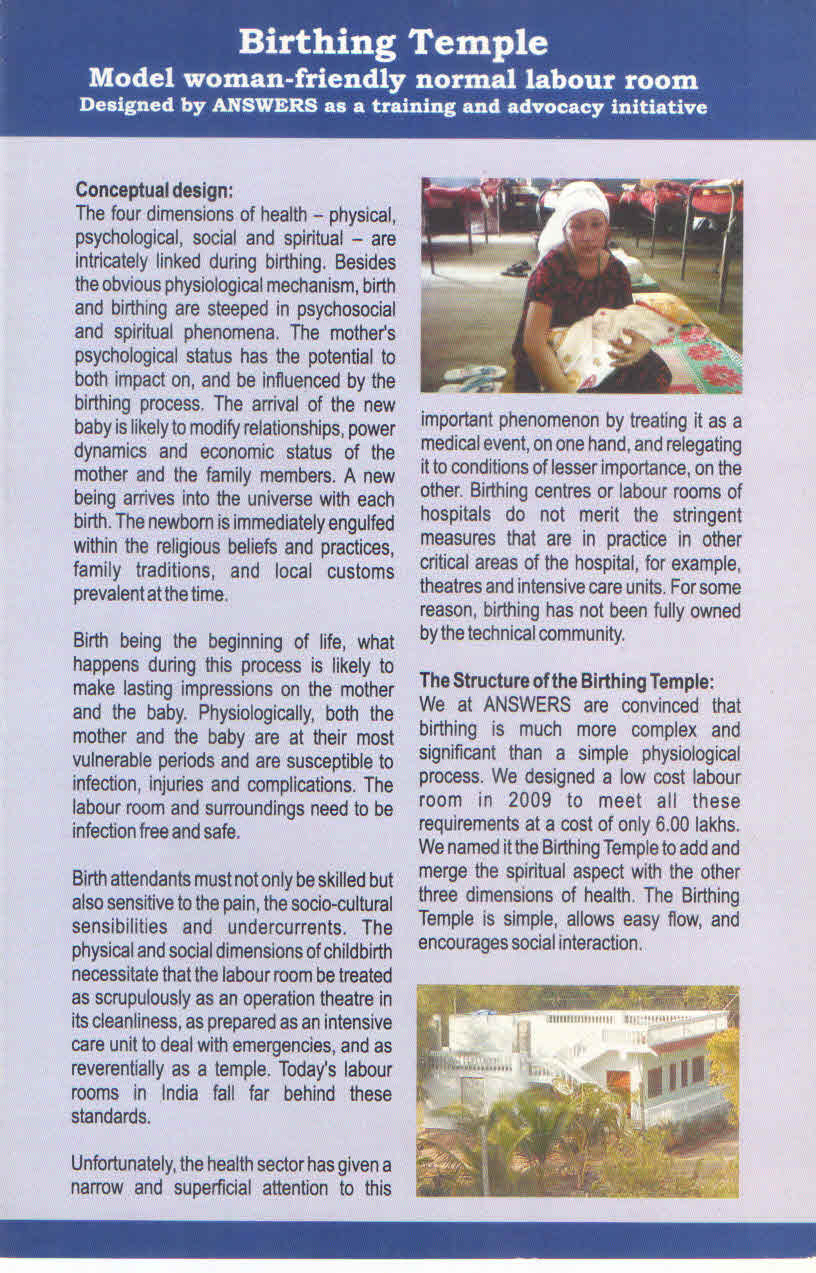 Birthing Temple
Model woman-friendly normal labour room
Designed by ANSWERS as a training and advocacy initiative
Conceptual design:
The four dimensions of health – physical,
psychological, social and spiritual – are
intricately linked during birthing. Besides
the obvious physiological mechanism, birth
and birthing are steeped in psychosocial
and spiritual phenomena. The mother's
psychological status has the potential to
both impact on, and be influenced by the
birthing process. The arrival of the new
baby is likely to modify relationships, power
dynamics and economic status of the
mother and the family members. A new
being arrives into the universe with each
birth. The newborn is immediately engulfed
within the religious beliefs and practices,
family traditions, and local customs
prevalent at the time.
Birth being the beginning of life, what
happens during this process is likely to
make lasting impressions on the mother
and the baby. Physiologically, both the
mother and the baby are at their most
vulnerable periods and are susceptible to
infection, injuries and complications. The
labour room and surroundings need to be
infection free and safe.
Birth attendants must not only be skilled but
also sensitive to the pain, the socio-cultural
sensibilities and undercurrents. The
physical and social dimensions of childbirth
necessitate that the labour room be treated
as scrupulously as an operation theatre in
its cleanliness, as prepared as an intensive
care unit to deal with emergencies, and as
reverentially as a temple. Today's labour
rooms in India fall far behind these
standards.
Unfortunately, the health sector has given a
narrow and superficial attention to this
important phenomenon by treating it as a
medical event, on one hand, and relegating
it to conditions of lesser importance, on the
other. Birthing centres or labour rooms of
hospitals do not merit the stringent
measures that are in practice in other
critical areas of the hospital, for example,
theatres and intensive care units. For some
reason, birthing has not been fully owned
by the technical community.
The Structure of the Birthing Temple:
We at ANSWERS are convinced that
birthing is much more complex and
significant than a simple physiological
process. We designed a low cost labour
room in 2009 to meet all these
requirements at a cost of only 6.00 lakhs.
We named it the Birthing Temple to add and
merge the spiritual aspect with the other
three dimensions of health. The Birthing
Temple is simple, allows easy flow, and
encourages social interaction.